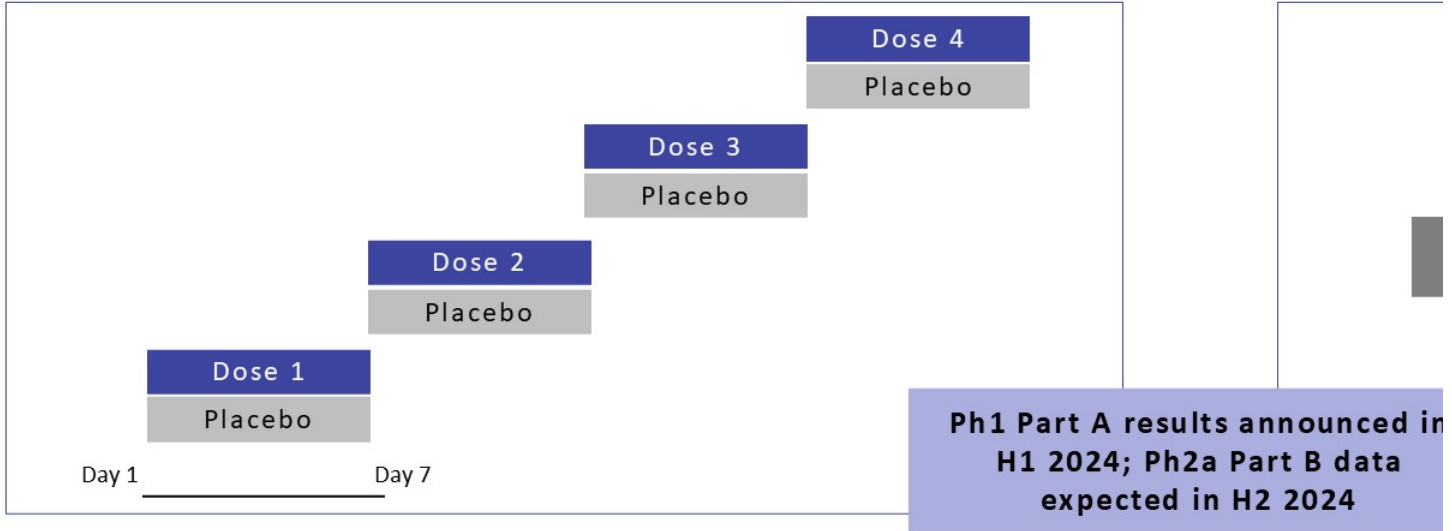 Dose 4
Placebo
Dose 3
Placebo
Dose 2
Placebo
Dose 1
Placebo
Day 1
Day 7
Ph1 Part A results announced in
H1 2024; Ph2a Part B data
expected in H2 2024